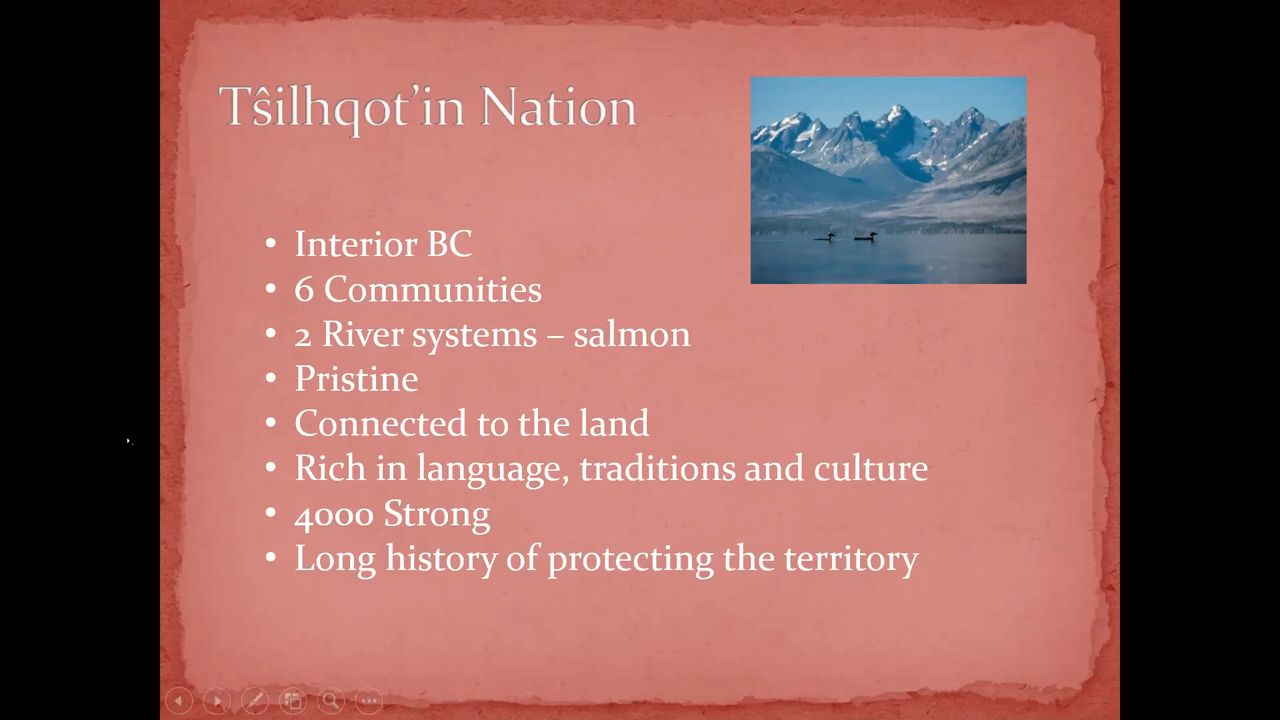 Tŝilhqot’in Nation
• Interior BC
• 6 Communities
• 2 River systems – salmon
• Pristine
• Connected to the land
• Rich in language, traditions and culture
• 4000 Strong
• Long history of protecting the territory